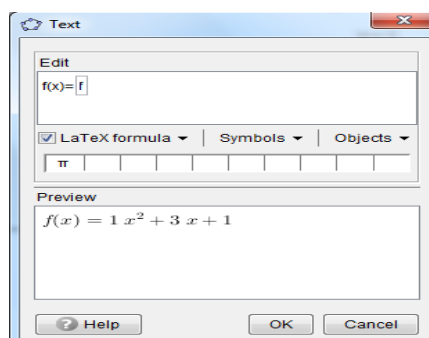 Text
Edit
f(x)= f
LaTeX formula Symbols Objects
π
Preview
f(x) = 1 x² + 3 x + 1
Help OK Cancel